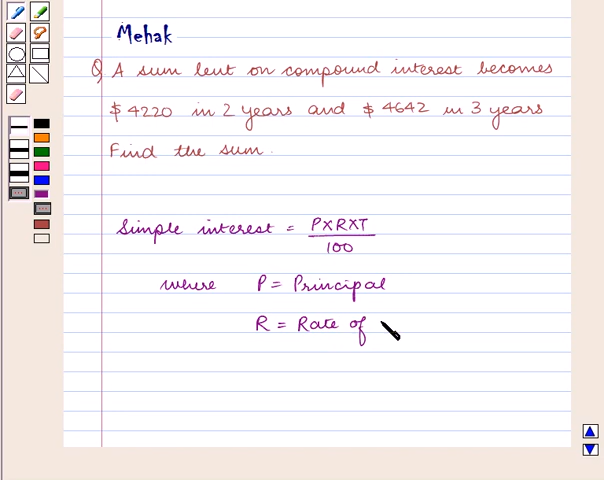 Mehak
Q A sum lent on compound interest becomes
$ 4220 in 2 years and $ 4642 in 3 years
Find the sum.
Simple interest = PXRXT
100
where P = Principal
R = Rate of